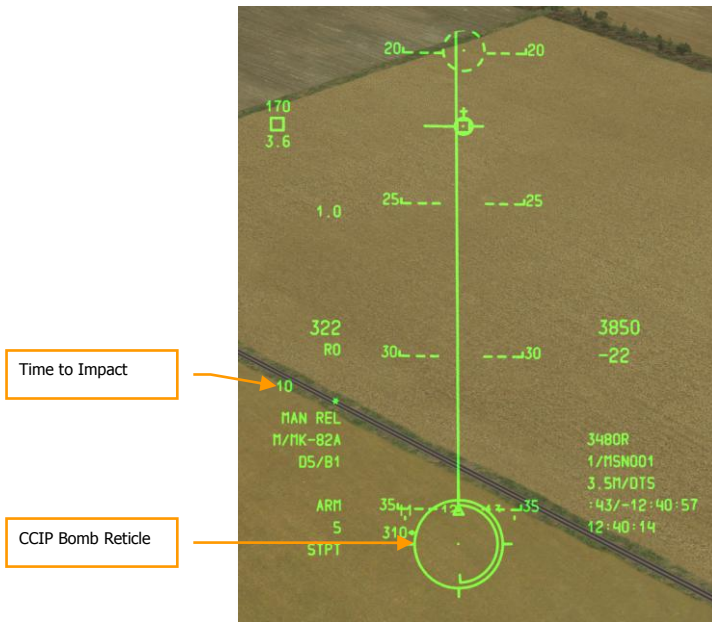 20 20
170
3.6
25 25
1.0
322
RO
30 30
3850
-22
Time to Impact
10
*
MAN REL
M/MK-82A
D5/B1
3480R
1/MSN001
3.5M/DTS
:43/-12:40:57
12:40:14
ARM
5
STPT
35 35
310
CCIP Bomb Reticle